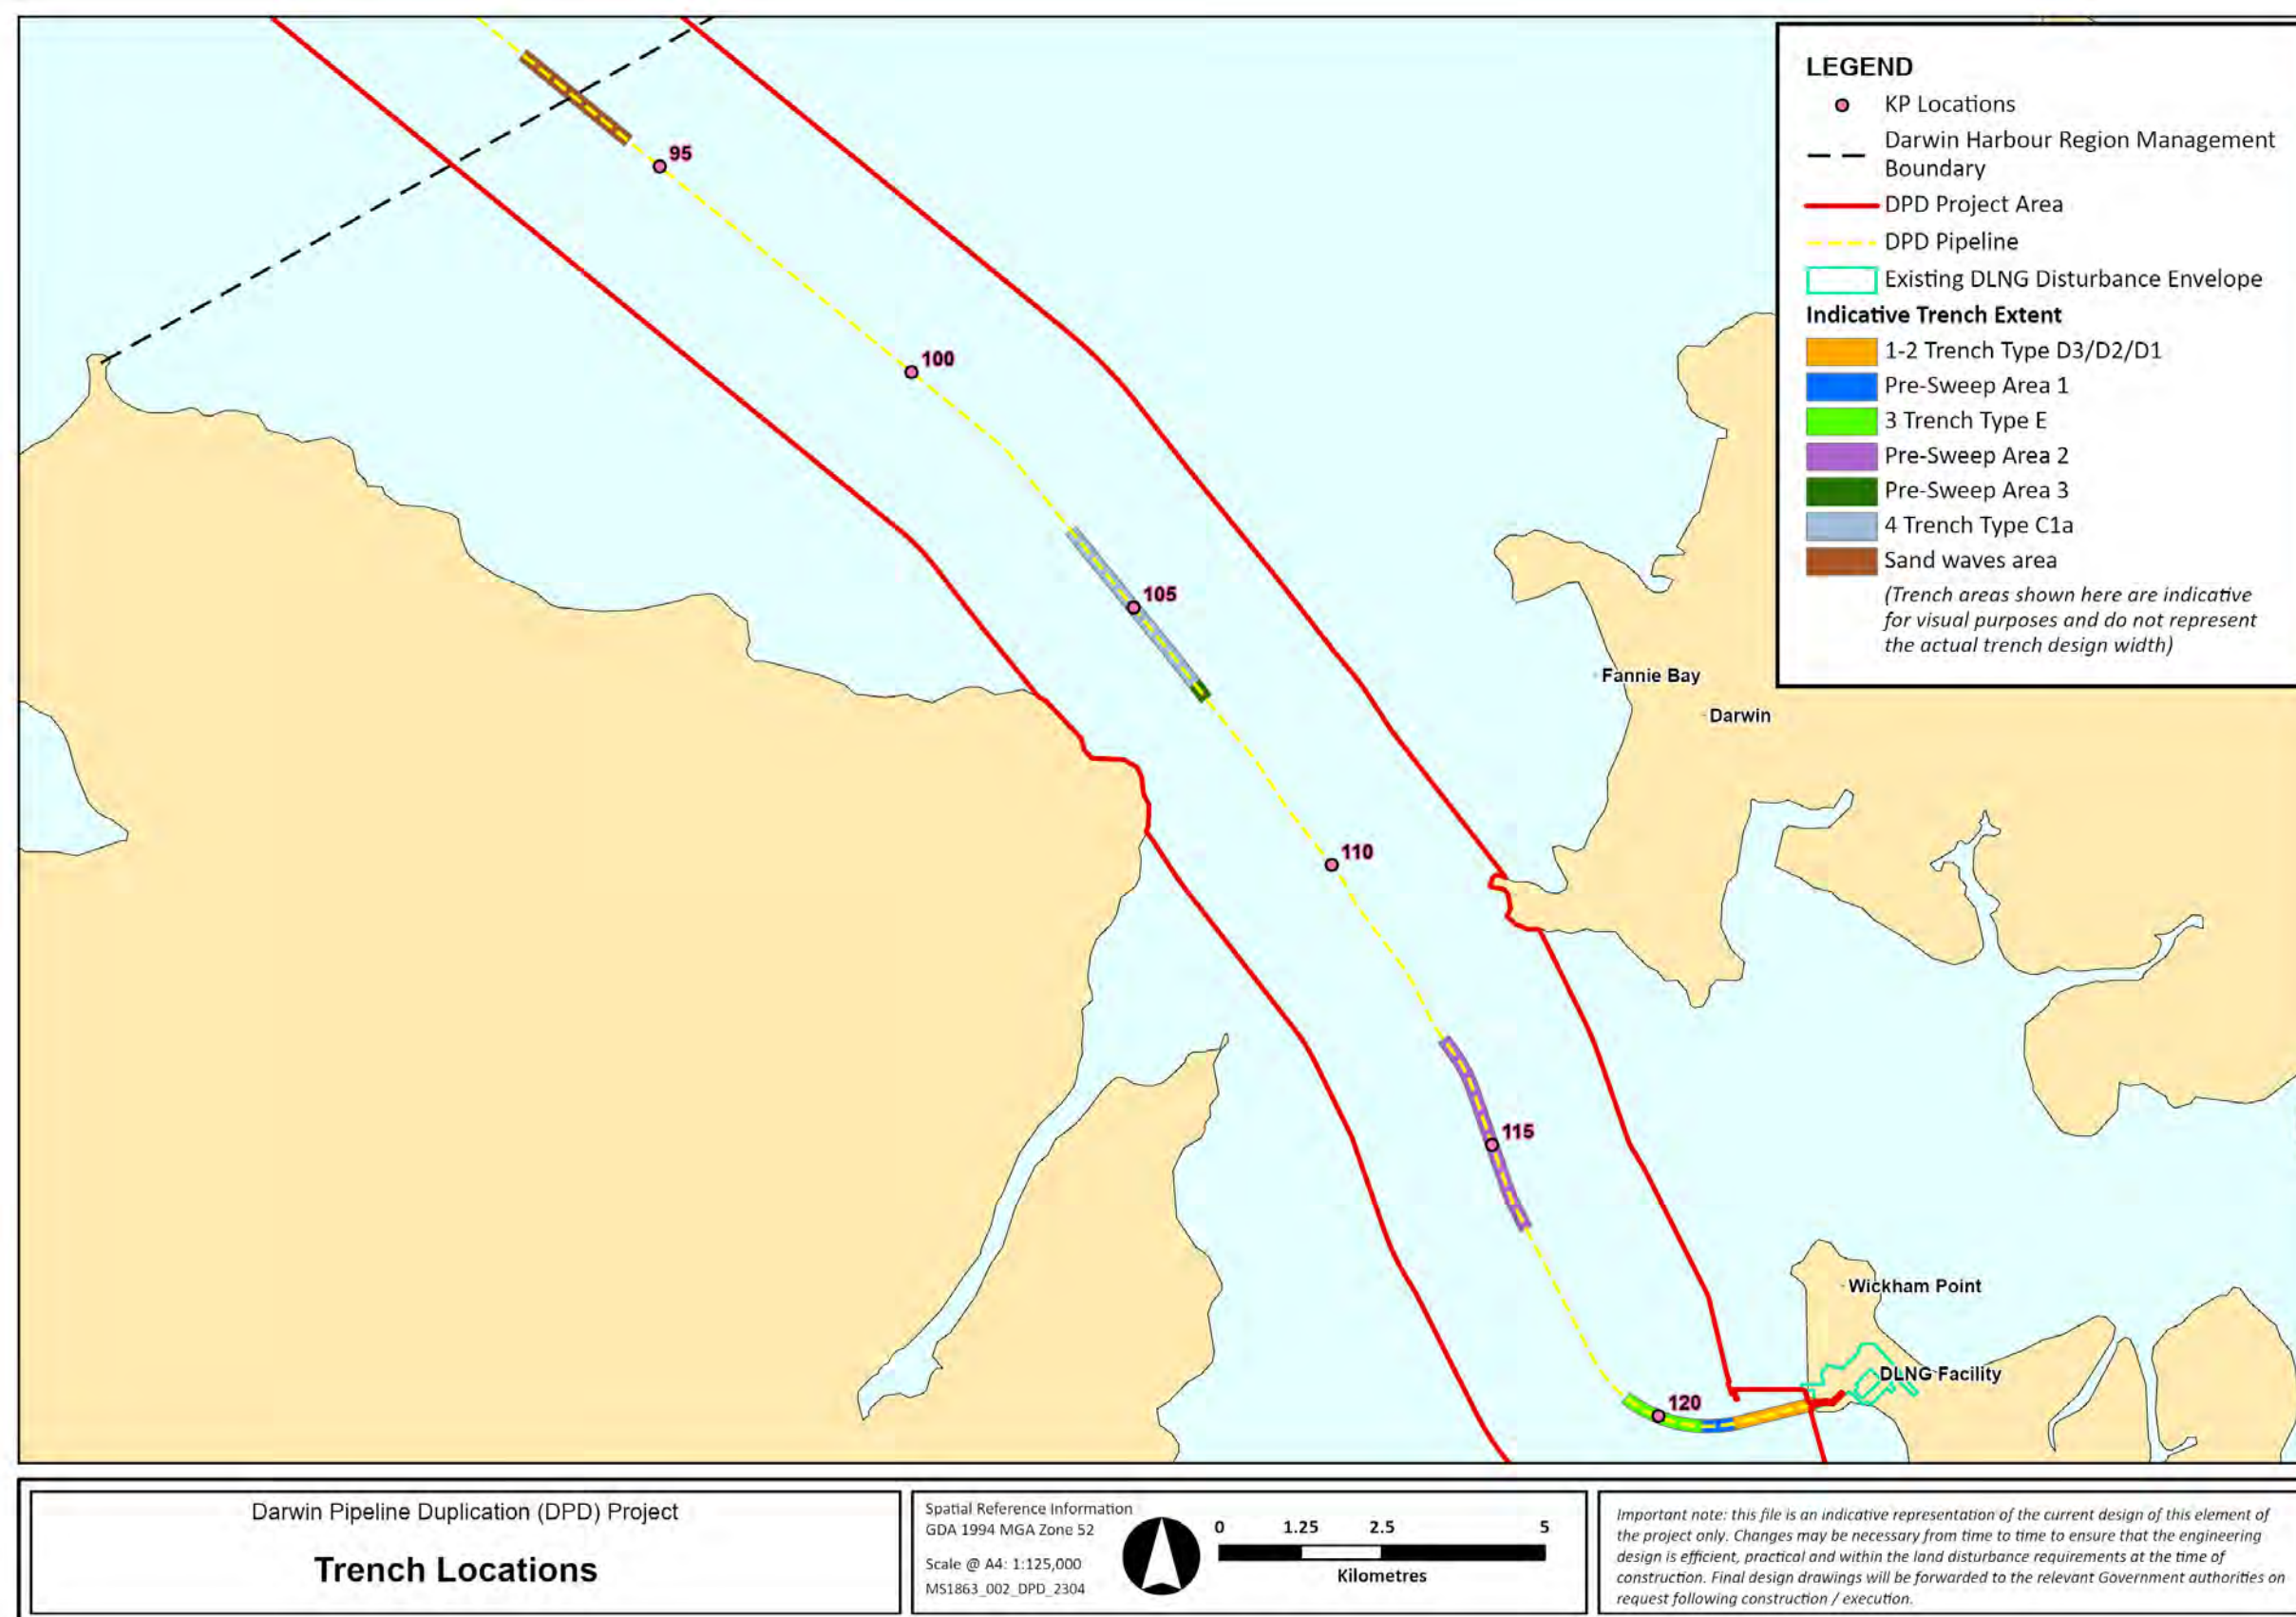 LEGEND
KP Locations
Darwin Harbour Region Management
Boundary
DPD Project Area
DPD Pipeline
Existing DLNG Disturbance Envelope
Indicative Trench Extent
1-2 Trench Type D3/D2/D1
Pre-Sweep Area 1
3 Trench Type E
Pre-Sweep Area 2
Pre-Sweep Area 3
4 Trench Type C1a
Sand waves area
(Trench areas shown here are indicative
for visual purposes and do not represent
the actual trench design width)
95
100
105
Fannie Bay
Darwin
110
115
Wickham Point
DLNG Facility
120
Darwin Pipeline Duplication (DPD) Project
Trench Locations
Spatial Reference Information
GDA 1994 MGA Zone 52
Scale @ A4: 1:125,000
MS1863_002_DPD_2304
0 1.25 2.5 5
Kilometres
Important note: this file is an indicative representation of the current design of this element of
the project only. Changes may be necessary from time to time to ensure that the engineering
design is efficient, practical and within the land disturbance requirements at the time of
construction. Final design drawings will be forwarded to the relevant Government authorities on
request following construction / execution.